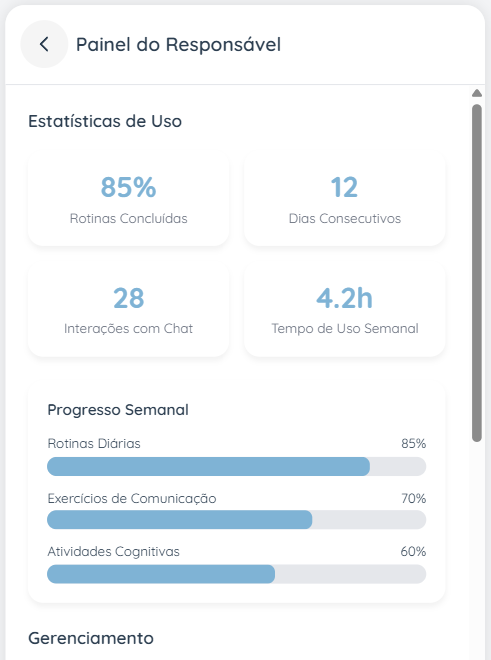 Painel do Responsável
Estatísticas de Uso
85%
Rotinas Concluídas
12
Dias Consecutivos
28
Interações com Chat
4.2h
Tempo de Uso Semanal
Progresso Semanal
Rotinas Diárias 85%
Exercícios de Comunicação 70%
Atividades Cognitivas 60%
Gerenciamento